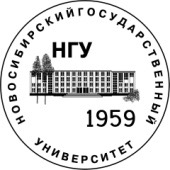 НОВОСИБИРСКИЙ ГОСУДАРСТВЕННЫЙ
УНИВЕРСИТЕТ
НГУ
1959